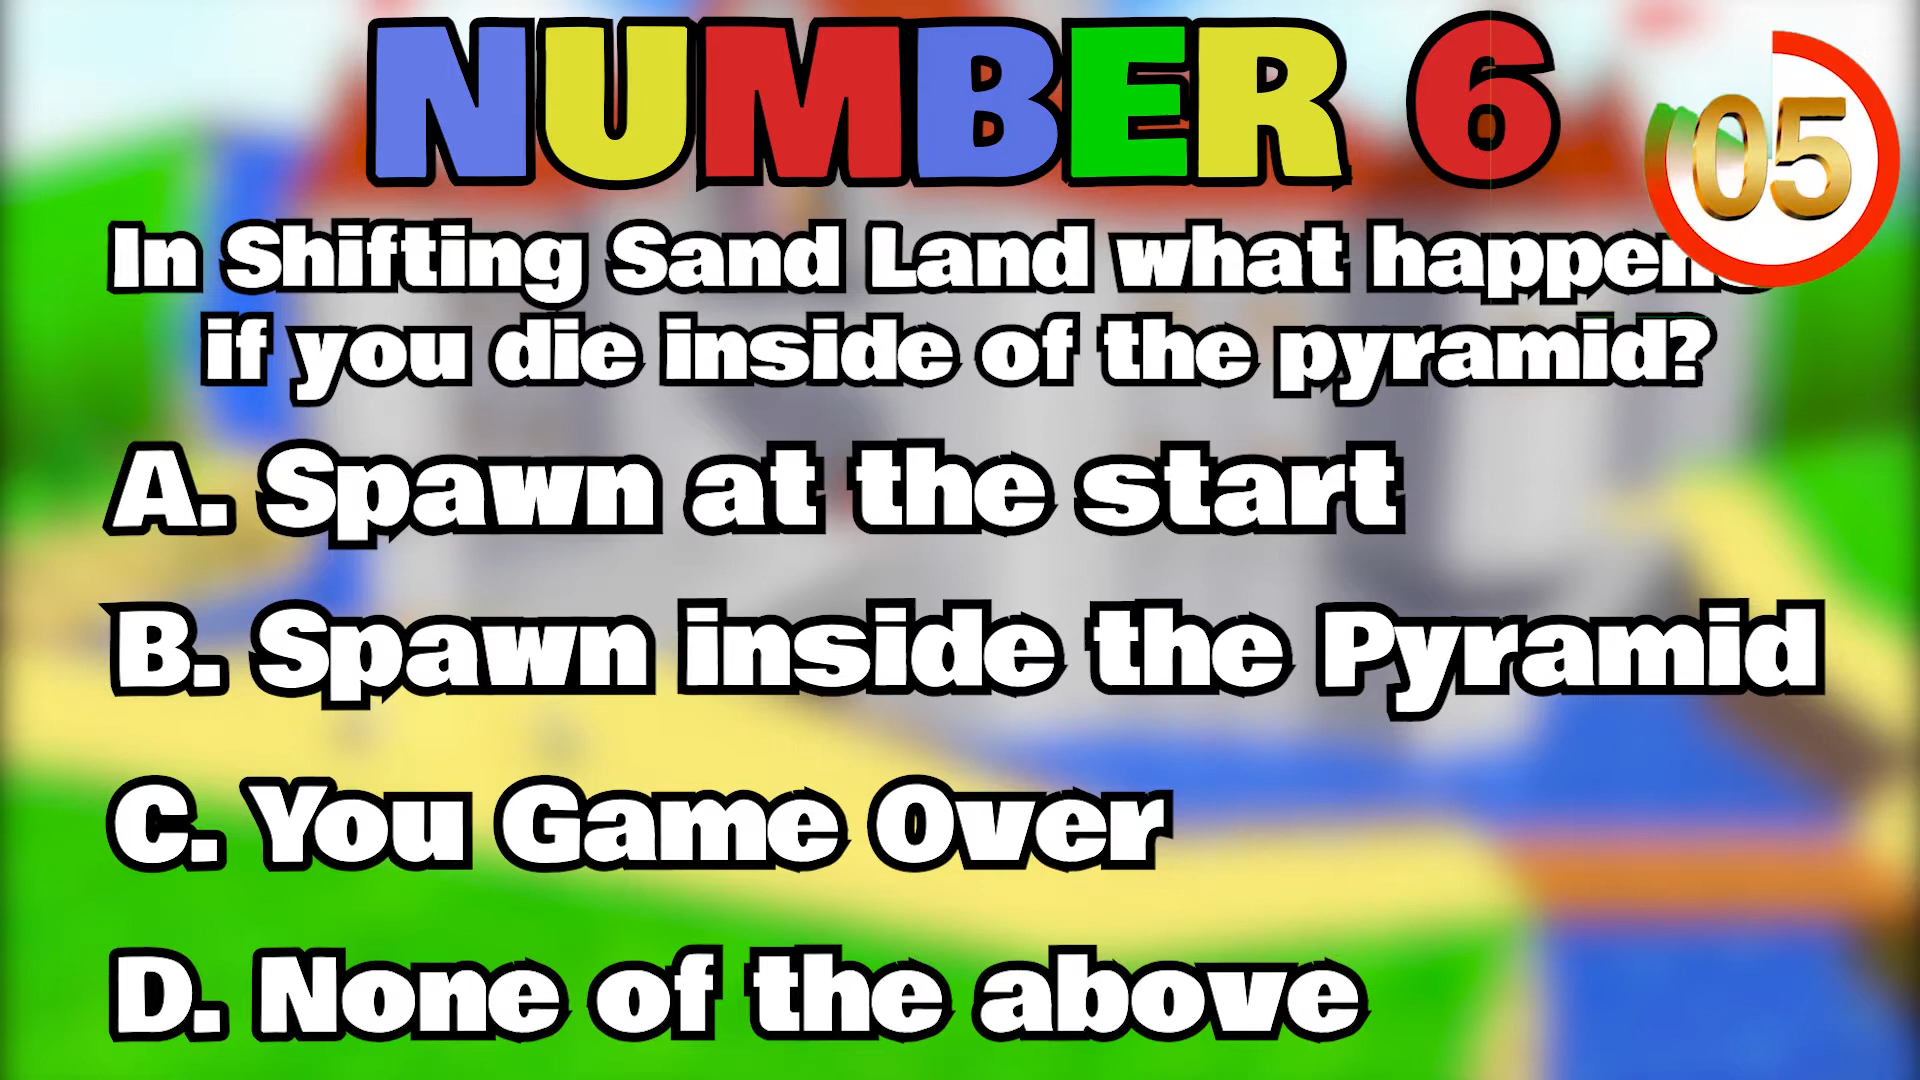 NUMBER 6
05
In Shifting Sand Land what happens
if you die inside of the pyramid?
A. Spawn at the start
B. Spawn inside the Pyramid
C. You Game Over
D. None of the above